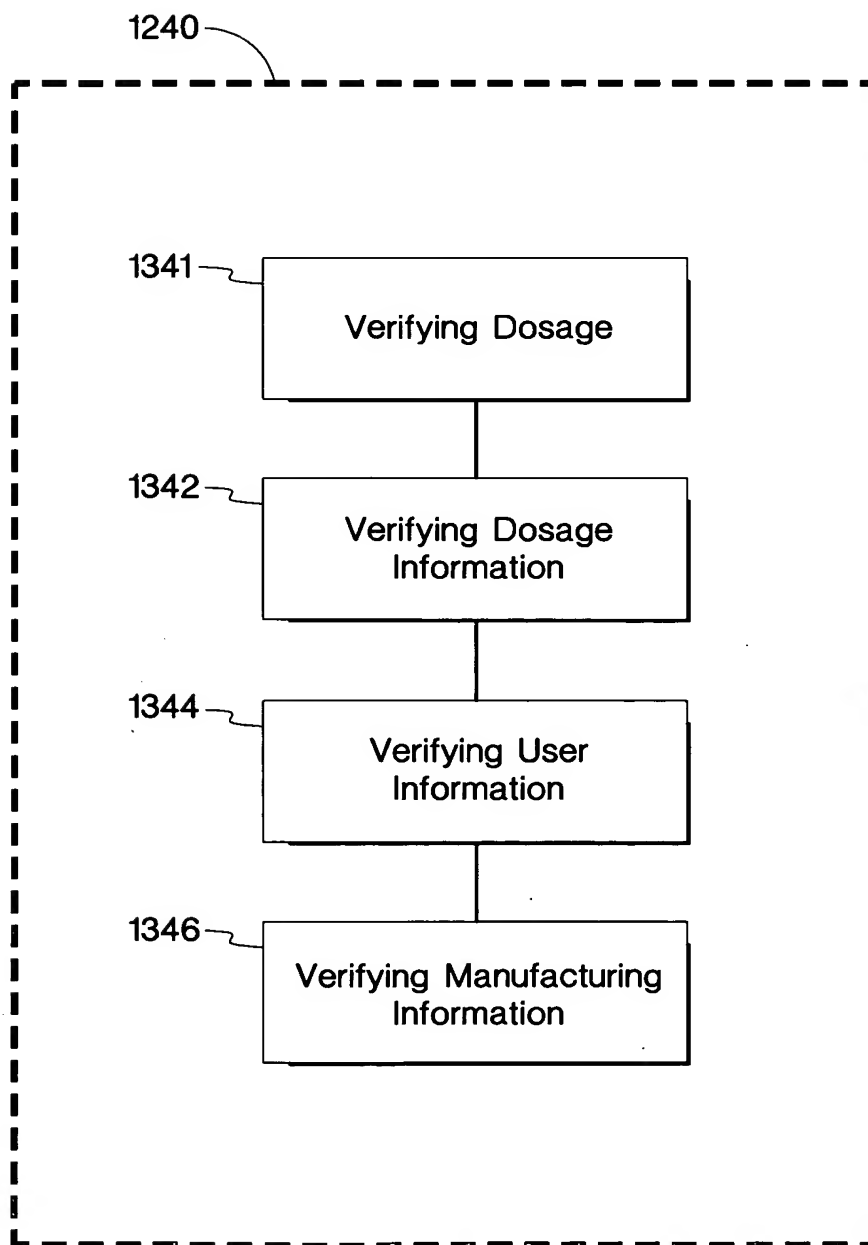 1240
1341
Verifying Dosage
1342
Verifying Dosage
Information
1344
Verifying User
Information
1346
Verifying Manufacturing
Information